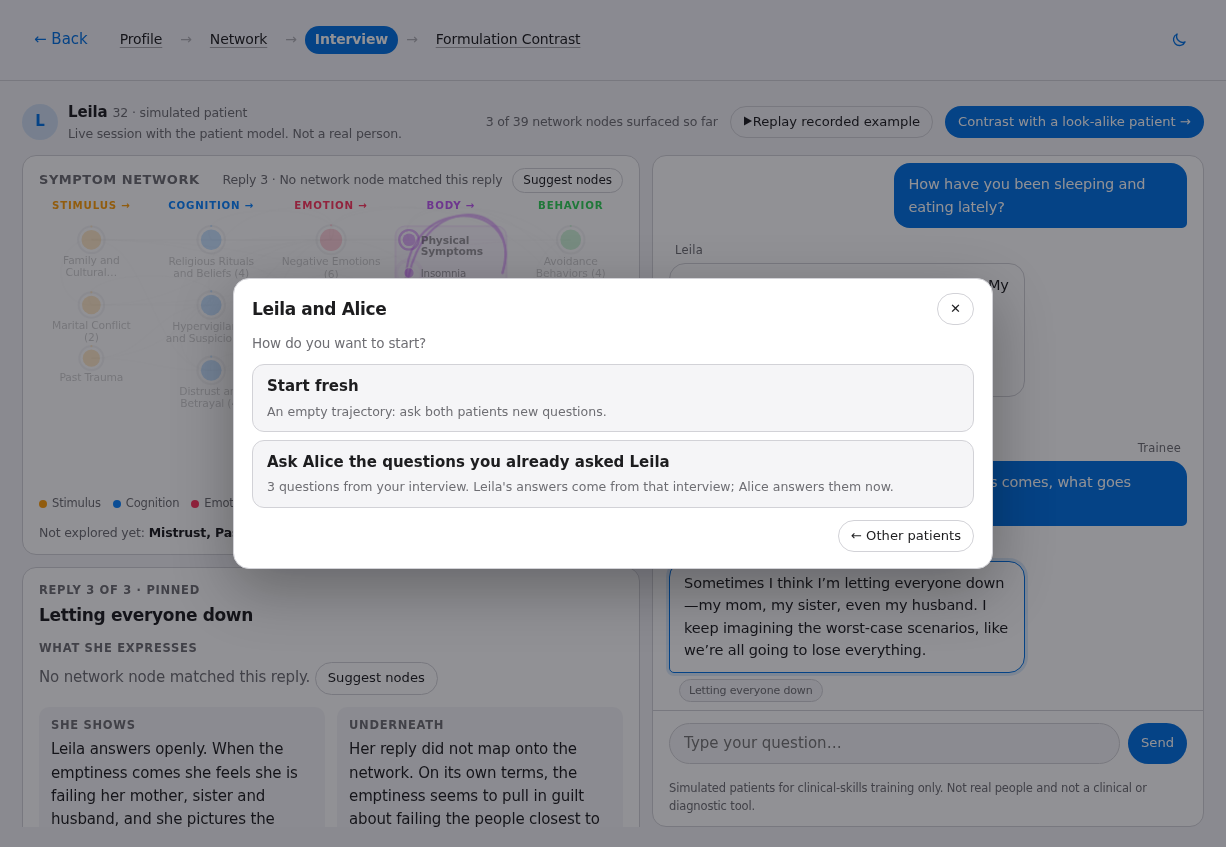 ← Back
Profile → Network → Interview → Formulation Contrast
L
Leila 32 · simulated patient
Live session with the patient model. Not a real person.
3 of 39 network nodes surfaced so far
▶Replay recorded example
Contrast with a look-alike patient →
SYMPTOM NETWORK
Reply 3 · No network node matched this reply
Suggest nodes
STIMULUS →
COGNITION →
EMOTION →
BODY →
BEHAVIOR
Family and
Cultural...
Religious Rituals
and Beliefs (4)
Negative Emotions
(6)
Physical
Symptoms
Insomnia
Avoidance
Behaviors (4)
Marital Conflict
(2)
Past Trauma
Stimulus
Cognition
Not explored yet: Mistrust,
How have you been sleeping and
eating lately?
Leila
My
Trainee
comes, what goes
Leila and Alice
✕
How do you want to start?
Start fresh
An empty trajectory: ask both patients new questions.
Ask Alice the questions you already asked Leila
3 questions from your interview. Leila's answers come from that interview; Alice answers them now.
← Other patients
REPLY 3 OF 3 · PINNED
Letting everyone down
WHAT SHE EXPRESSES
No network node matched this reply.
Suggest nodes
SHE SHOWS
Leila answers openly. When the
emptiness comes she feels she is
failing her mother, sister and
husband, and she pictures the
UNDERNEATH
Her reply did not map onto the
network. On its own terms, the
emptiness seems to pull in guilt
about failing the people closest to
Sometimes I think I’m letting everyone down
—my mom, my sister, even my husband. I
keep imagining the worst-case scenarios, like
we’re all going to lose everything.
Letting everyone down
Type your question...
Send
Simulated patients for clinical-skills training only. Not real people and not a clinical or
diagnostic tool.